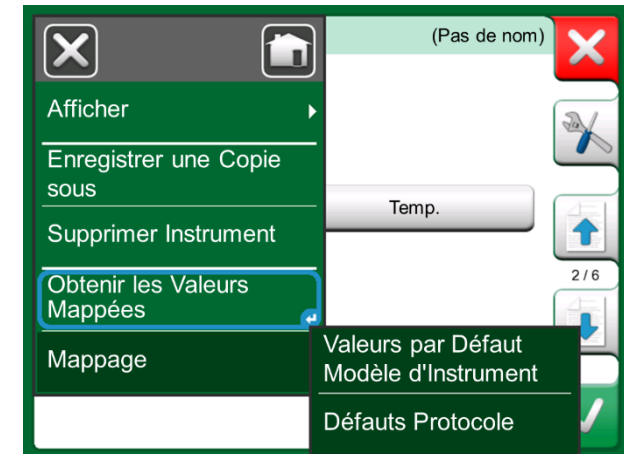 (Pas de nom)
Afficher
Enregistrer une Copie
sous
Supprimer Instrument
Temp.
Obtenir les Valeurs
Mappées
2/6
Mappage
Valeurs par Défaut
Modèle d'Instrument
Défauts Protocole